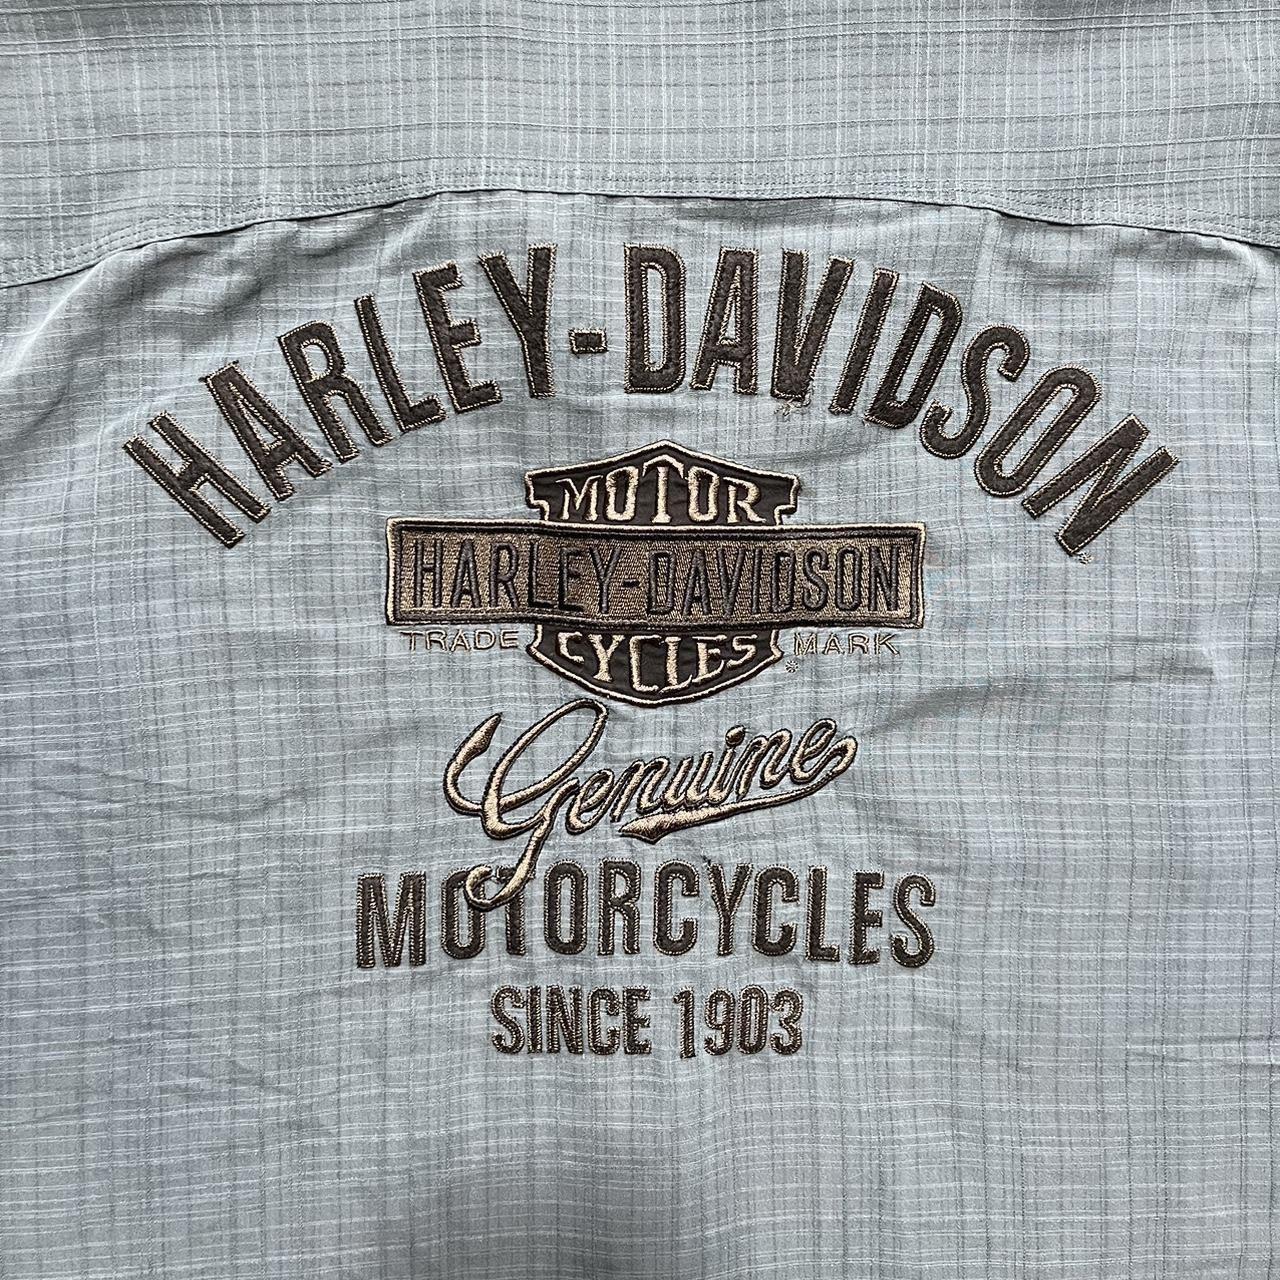 HARLEY-DAVIDSON
MOTOR
HARLEY-DAVIDSON
TRADE MARK
CYCLES
Genuine
MOTORCYCLES
SINCE 1903